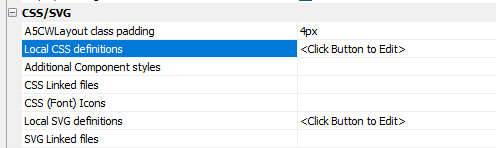 CSS/SVG
A5CWLayout class padding 4px
Local CSS definitions <Click Button to Edit>
Additional Component styles
CSS Linked files
CSS (Font) Icons
Local SVG definitions <Click Button to Edit>
SVG Linked files